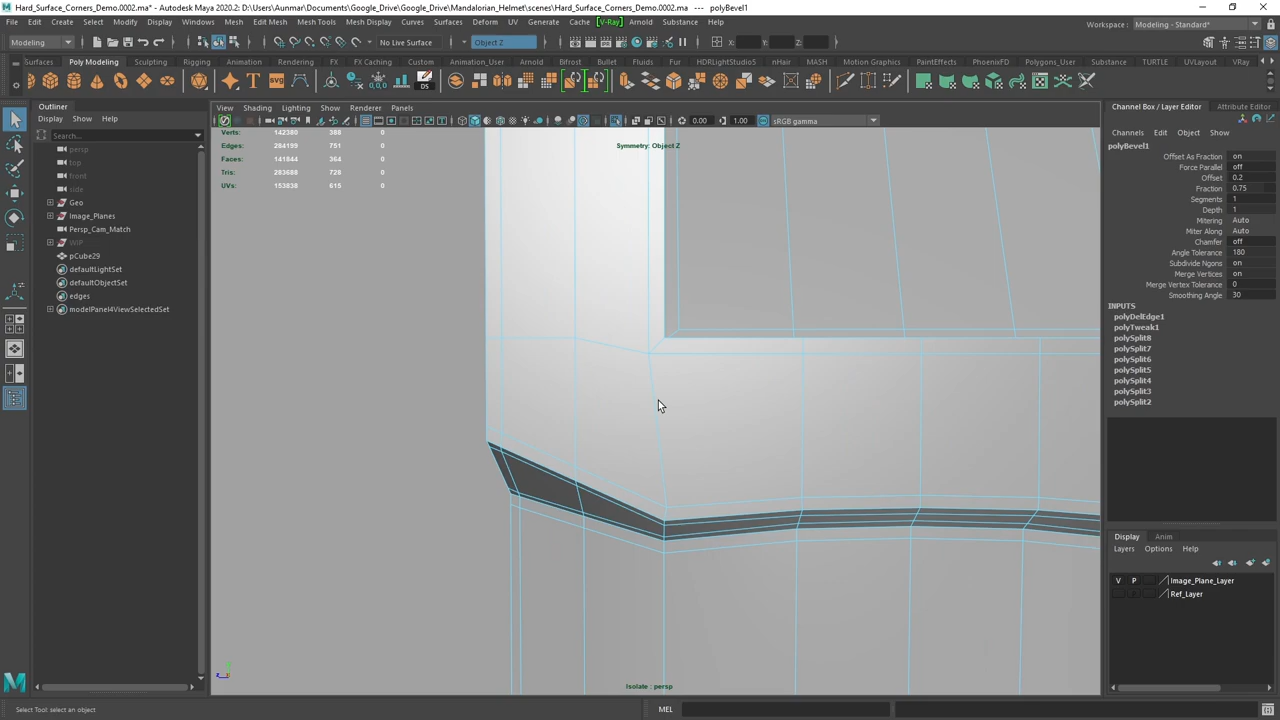 Hard_Surface_Corners_Demo.0002.ma* - Autodesk Maya 2020.2: D:\Users\Aunmar\Documents\Google_Drive\Google_Drive\Mandalorian_Helmet\scenes\Hard_Surface_Corners_Demo.0002.ma* --- polyBevel1
File Edit Create Select Modify Display Windows Mesh Edit Mesh Mesh Tools Mesh Display Curves Surfaces Deform UV Generate Cache [V-Ray] Arnold Substance Help
Workspace : Modeling - Standard*
Modeling No Live Surface Object Z X: Y: Z:
Surfaces Poly Modeling Sculpting Rigging Animation Rendering FX FX Caching Custom Animation_User Arnold Bifrost Bullet Fluids Fur HDRLightStudioS nHair MASH Motion Graphics PaintEffects PhoenixFD Polygons_User Substance TURTLE UVLayout VRay
DS
Outliner
Display Show Help
Search...
persp
top
front
side
Geo
Image_Planes
Persp_Cam_Match
WIP
pCube29
defaultLightSet
defaultObjectSet
edges
modelPanel4ViewSelectedSet
View Shading Lighting Show Renderer Panels
0.00 1.00 sRGB gamma
Verts: 142380 388 0
Edges: 284199 751 0
Faces: 141844 364 0
Tris: 283688 728 0
UVs: 153838 615 0
Symmetry: Object Z
Isolate : persp
Channel Box / Layer Editor Attribute Editor
Channels Edit Object Show
polyBevel1
Offset As Fraction on
Force Parallel off
Offset 0.2
Fraction 0.75
Segments 1
Depth 1
Mitering Auto
Miter Along Auto
Chamfer off
Angle Tolerance 180
Subdivide Ngons on
Merge Vertices on
Merge Vertex Tolerance 0
Smoothing Angle 30
INPUTS
polyDelEdge1
polyTweak1
polySplit8
polySplit7
polySplit6
polySplit5
polySplit4
polySplit3
polySplit2
Display Anim
Layers Options Help
V P Image_Plane_Layer
Ref_Layer
Select Tool: select an object
MEL